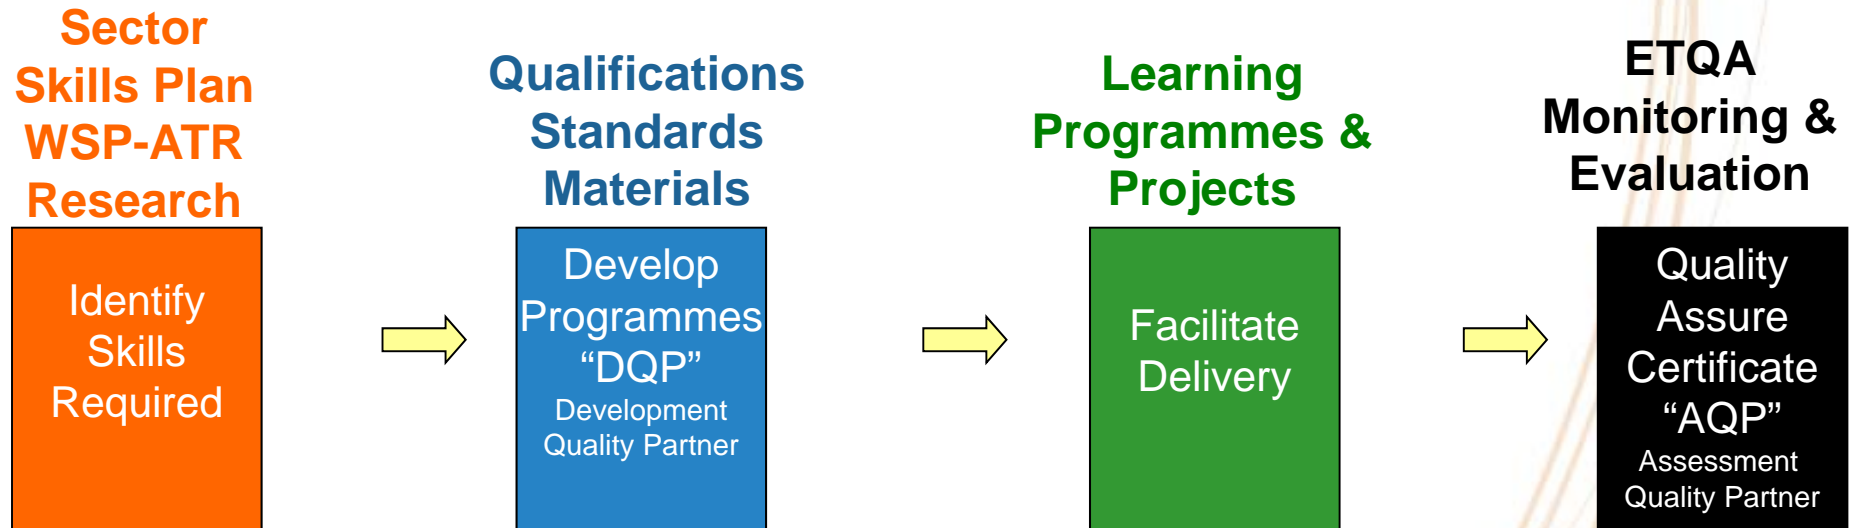 Sector
Skills Plan
WSP-ATR
Research
Identify
Skills
Required
Qualifications
Standards
Materials
Develop
Programmes
“DQP”
Development
Quality Partner
Learning
Programmes &
Projects
Facilitate
Delivery
ETQA
Monitoring &
Evaluation
Quality
Assure
Certificate
“AQP”
Assessment
Quality Partner